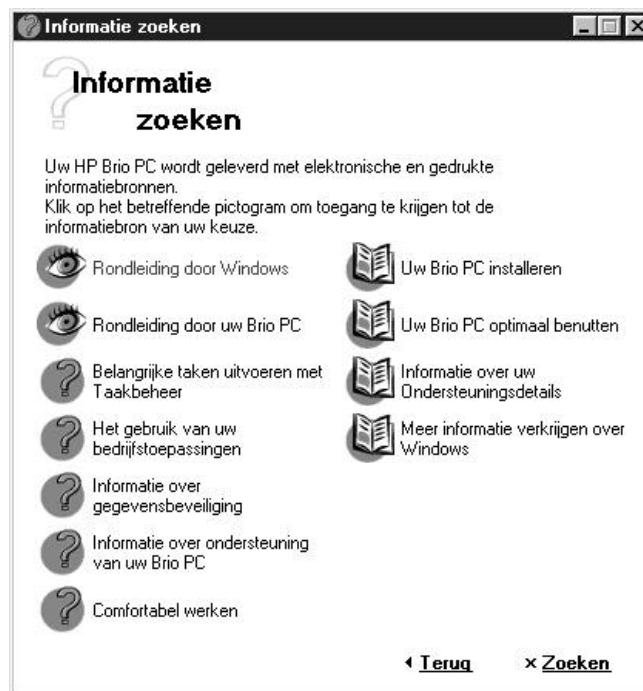 Informatie zoeken
Informatie
zoeken
Uw HP Brio PC wordt geleverd met elektronische en gedrukte
informatiebronnen.
Klik op het betreffende pictogram om toegang te krijgen tot de
informatiebron van uw keuze.
Rondleiding door Windows
Rondleiding door uw Brio PC
Belangrijke taken uitvoeren met
Taakbeheer
Het gebruik van uw
bedrijfstoepassingen
Informatie over
gegevensbeveiliging
Informatie over ondersteuning
van uw Brio PC
Comfortabel werken
Uw Brio PC installeren
Uw Brio PC optimaal benutten
Informatie over uw
Ondersteuningsdetails
Meer informatie verkrijgen over
Windows
Terug
Zoeken